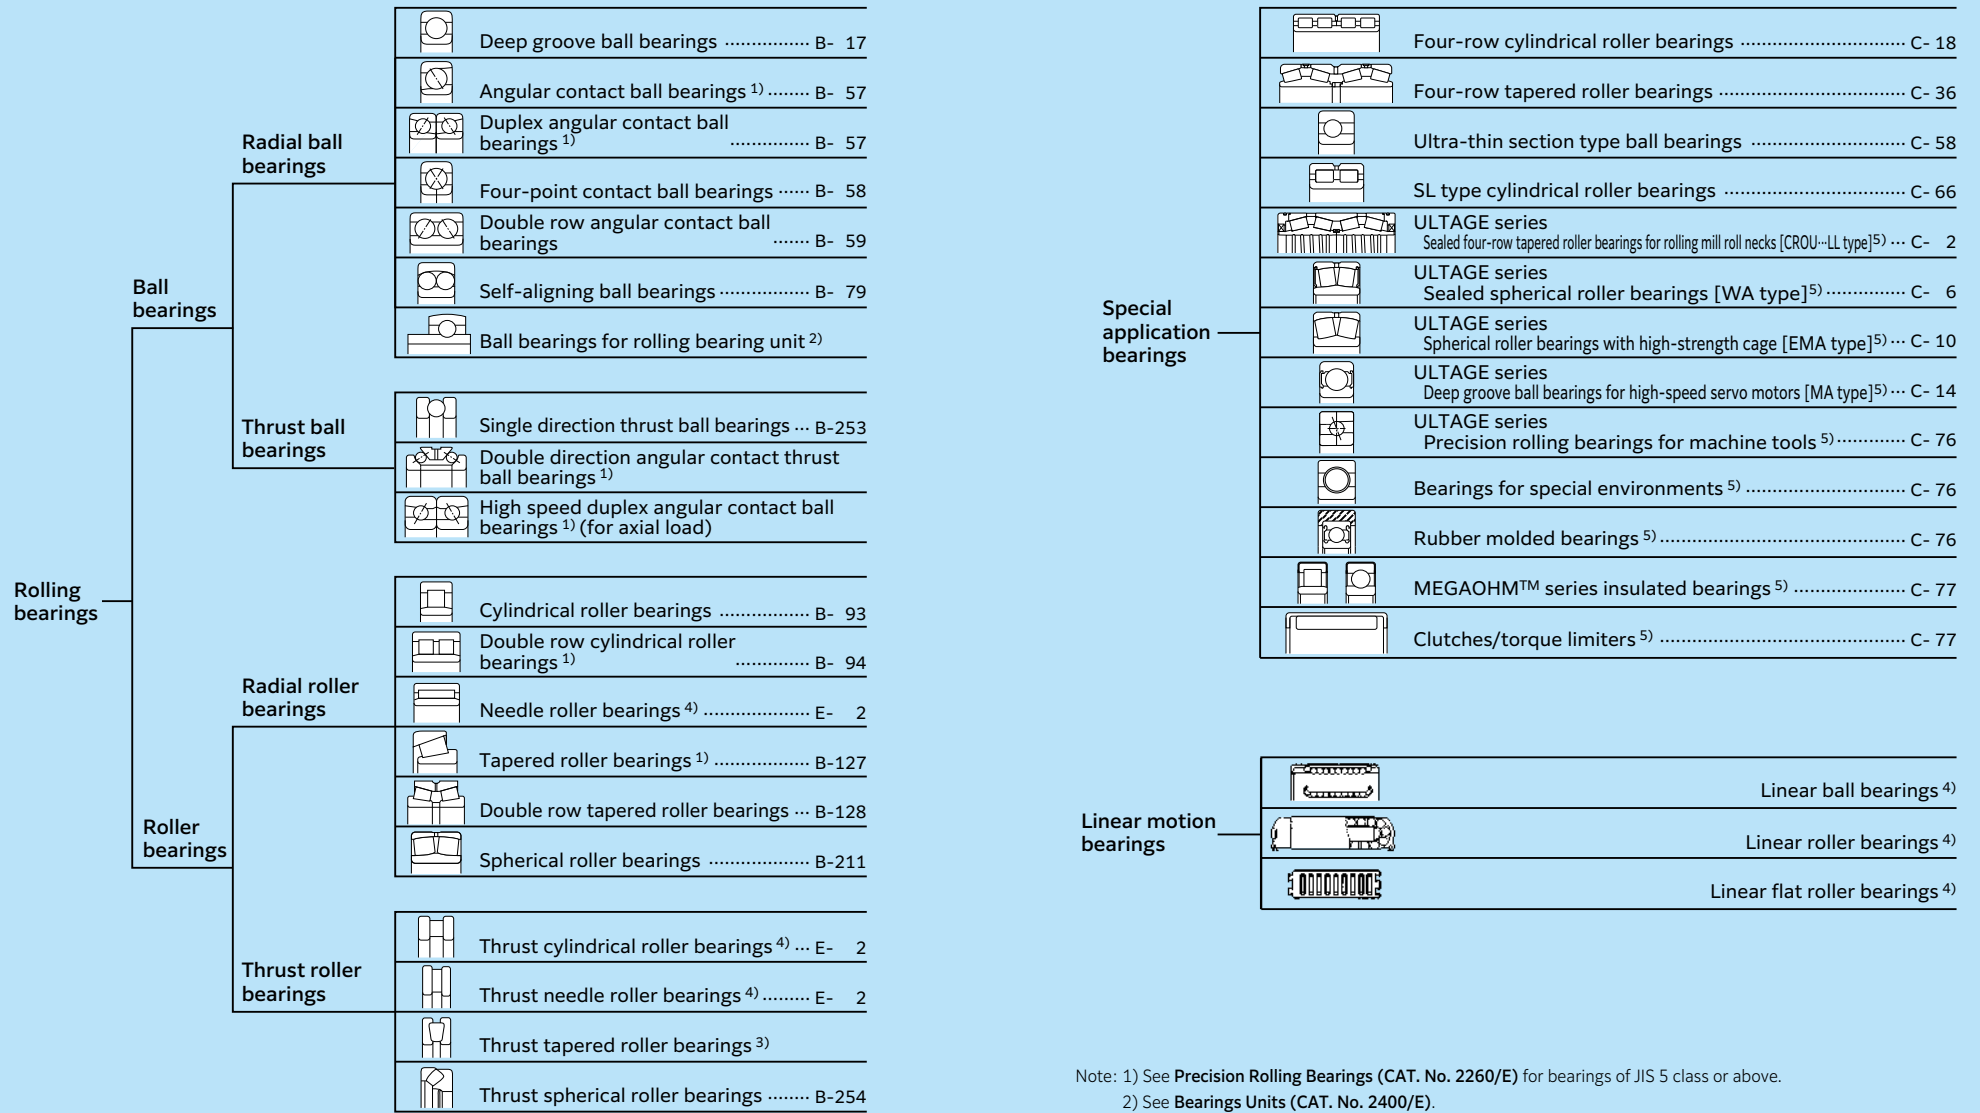 Rolling
bearings
Ball
bearings
Radial ball
bearings
Deep groove ball bearings ················ B- 17
Angular contact ball bearings 1) ········ B- 57
Duplex angular contact ball
bearings 1) ··············· B- 57
Four-point contact ball bearings ······ B- 58
Double row angular contact ball
bearings ······· B- 59
Self-aligning ball bearings ················· B- 79
Ball bearings for rolling bearing unit 2)
Thrust ball
bearings
Single direction thrust ball bearings ··· B-253
Double direction angular contact thrust
ball bearings 1)
High speed duplex angular contact ball
bearings 1) (for axial load)
Roller
bearings
Radial roller
bearings
Cylindrical roller bearings ················· B- 93
Double row cylindrical roller
bearings 1) ·············· B- 94
Needle roller bearings 4) ···················· E- 2
Tapered roller bearings 1) ·················· B-127
Double row tapered roller bearings ··· B-128
Spherical roller bearings ··················· B-211
Thrust roller
bearings
Thrust cylindrical roller bearings 4) ··· E- 2
Thrust needle roller bearings 4) ········· E- 2
Thrust tapered roller bearings 3)
Thrust spherical roller bearings ········ B-254
Special
application
bearings
Four-row cylindrical roller bearings ······························· C- 18
Four-row tapered roller bearings ··································· C- 36
Ultra-thin section type ball bearings ····························· C- 58
SL type cylindrical roller bearings ·································· C- 66
ULTAGE series
Sealed four-row tapered roller bearings for rolling mill roll necks [CROU···LL type]5) ··· C- 2
ULTAGE series
Sealed spherical roller bearings [WA type]5) ··············· C- 6
ULTAGE series
Spherical roller bearings with high-strength cage [EMA type]5) ··· C- 10
ULTAGE series
Deep groove ball bearings for high-speed servo motors [MA type]5) ··· C- 14
ULTAGE series
Precision rolling bearings for machine tools 5) ············· C- 76
Bearings for special environments 5) ······························ C- 76
Rubber molded bearings 5) ·············································· C- 76
MEGAOHM™ series insulated bearings 5) ····················· C- 77
Clutches/torque limiters 5) ·············································· C- 77
Linear motion
bearings
Linear ball bearings 4)
Linear roller bearings 4)
Linear flat roller bearings 4)
Note: 1) See Precision Rolling Bearings (CAT. No. 2260/E) for bearings of JIS 5 class or above.
2) See Bearings Units (CAT. No. 2400/E).